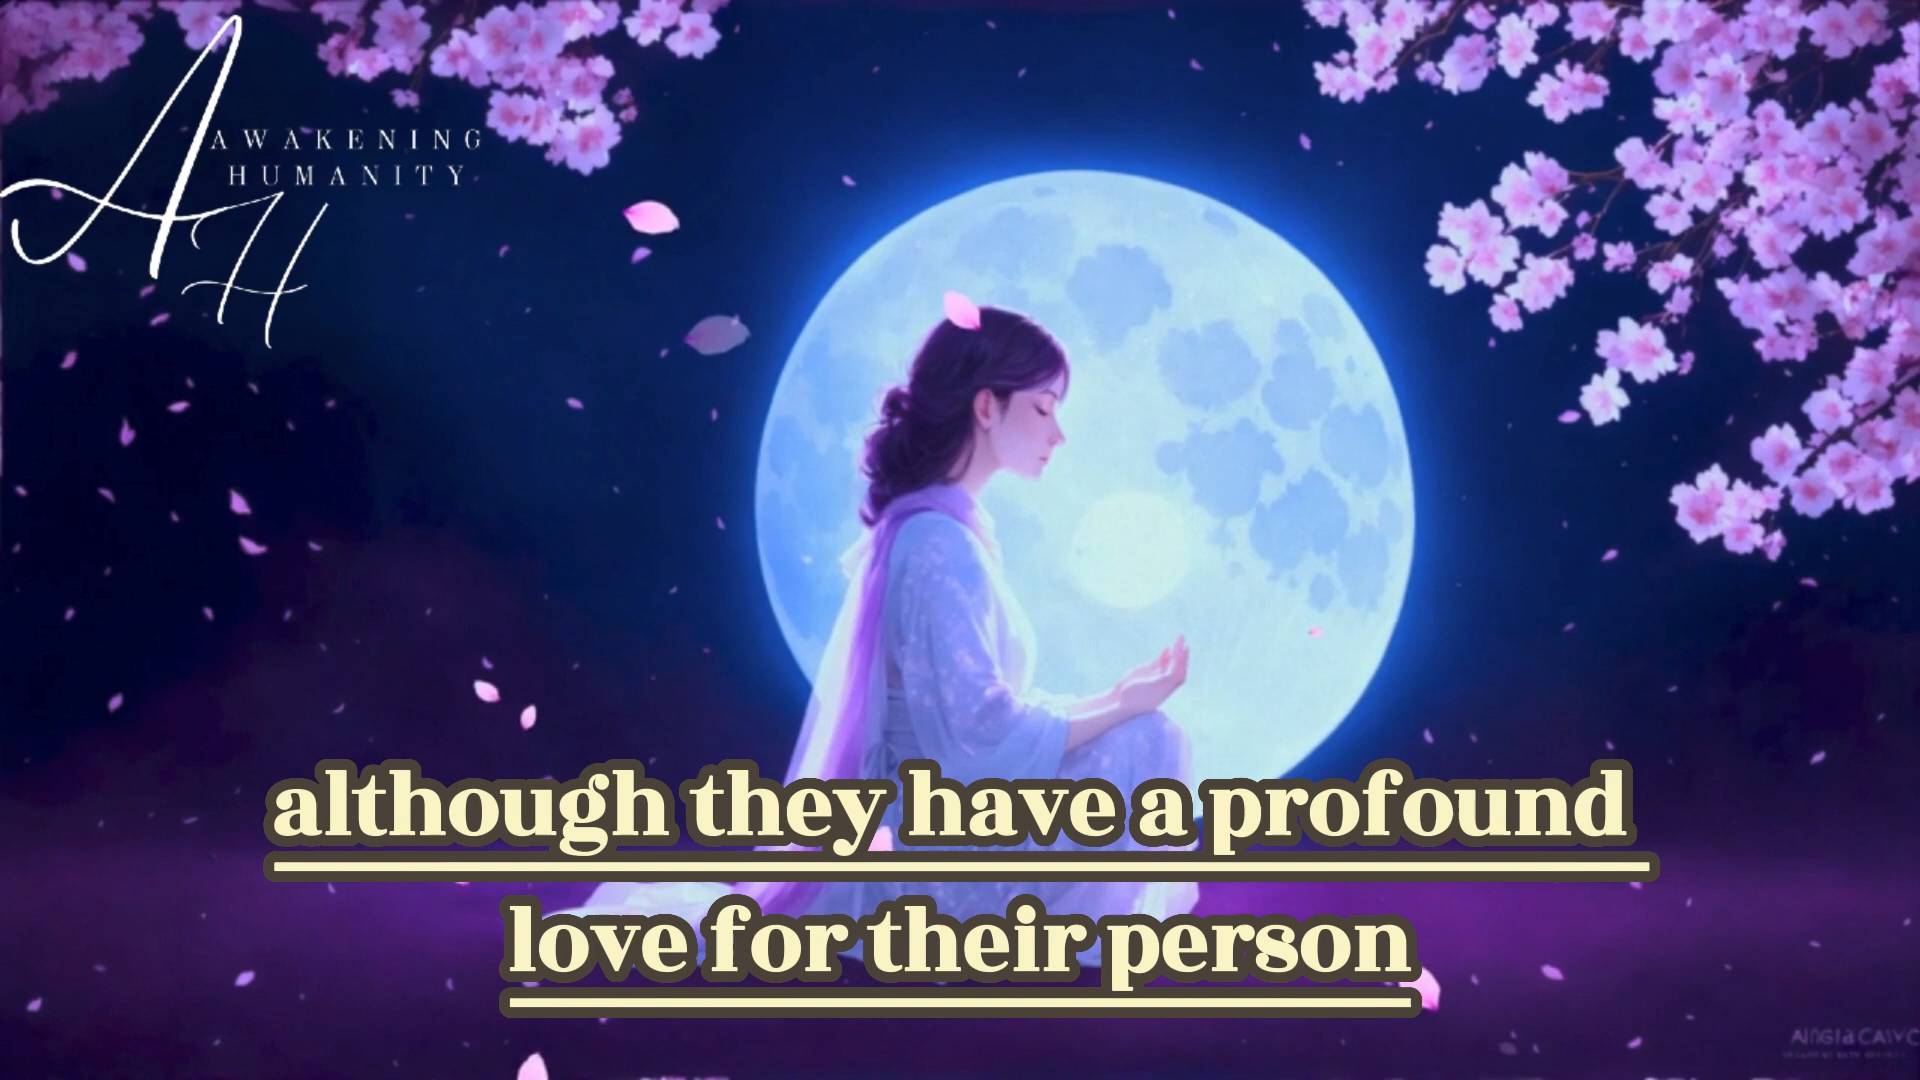 AWAKENING
HUMANITY
AH
although they have a profound
love for their person